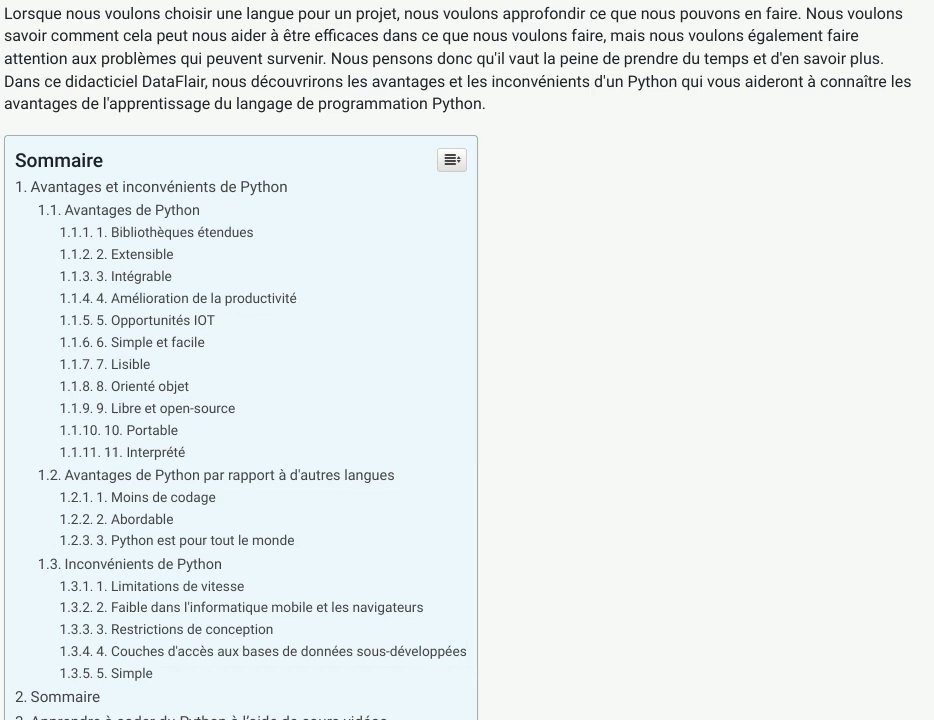 Lorsque nous voulons choisir une langue pour un projet, nous voulons approfondir ce que nous pouvons en faire. Nous voulons
savoir comment cela peut nous aider à être efficaces dans ce que nous voulons faire, mais nous voulons également faire
attention aux problèmes qui peuvent survenir. Nous pensons donc qu'il vaut la peine de prendre du temps et d'en savoir plus.
Dans ce didacticiel DataFlair, nous découvrirons les avantages et les inconvénients d'un Python qui vous aideront à connaître les
avantages de l'apprentissage du langage de programmation Python.
Sommaire
1. Avantages et inconvénients de Python
1.1. Avantages de Python
1.1.1. 1. Bibliothèques étendues
1.1.2. 2. Extensible
1.1.3. 3. Intégrable
1.1.4. 4. Amélioration de la productivité
1.1.5. 5. Opportunités IOT
1.1.6. 6. Simple et facile
1.1.7. 7. Lisible
1.1.8. 8. Orienté objet
1.1.9. 9. Libre et open-source
1.1.10. 10. Portable
1.1.11. 11. Interprété
1.2. Avantages de Python par rapport à d'autres langues
1.2.1. 1. Moins de codage
1.2.2. 2. Abordable
1.2.3. 3. Python est pour tout le monde
1.3. Inconvénients de Python
1.3.1. 1. Limitations de vitesse
1.3.2. 2. Faible dans l'informatique mobile et les navigateurs
1.3.3. 3. Restrictions de conception
1.3.4. 4. Couches d'accès aux bases de données sous-développées
1.3.5. 5. Simple
2. Sommaire
3. Apprendre à coder du Python à l'aide de cours vidéos